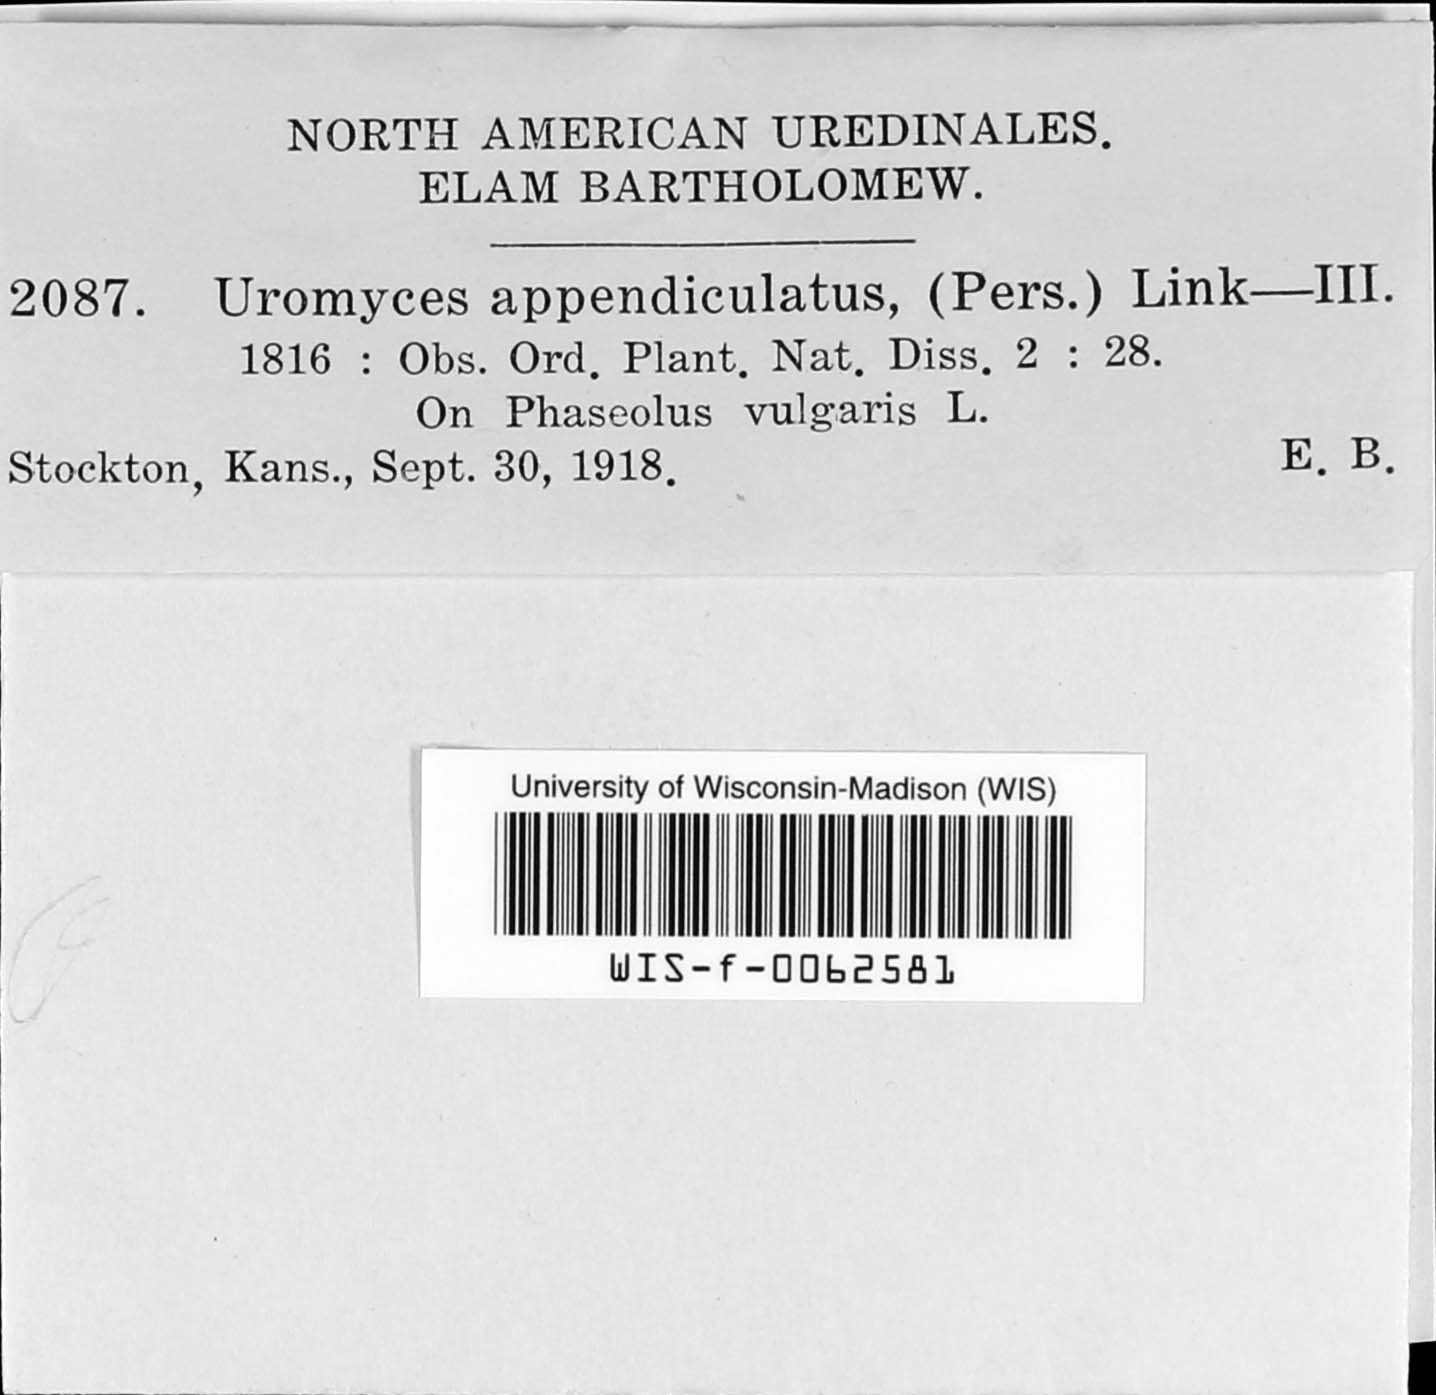 NORTH AMERICAN UREDINALES.
ELAM BARTHOLOMEW.
2087. Uromyces appendiculatus, (Pers.) Link—III.
1816 : Obs. Ord. Plant. Nat. Diss. 2 : 28.
On Phaseolus vulgaris L.
Stockton, Kans., Sept. 30, 1918. E. B.
University of Wisconsin-Madison (WIS)
WIS-f-0062581